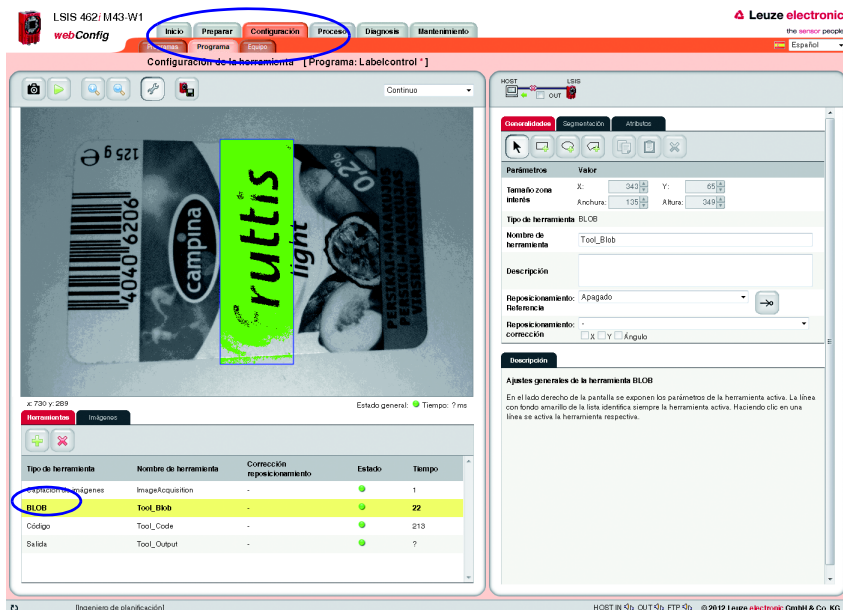 LSIS 462i M43-W1
webConfig
Inicio Preparar Configuración Proceso Diagnosis Mantenimiento
Programas Programa Equipo
Leuze electronic
the sensor people
Español
Configuración de la herramienta [Programa: Labelcontrol *]
Continuo
9 6SZ1
4040 6206
campina
ruttis
light
0,2%
x: 730 y: 289
Estado general: Tiempo: ? ms
Herramientas Imágenes
Tipo de herramienta Nombre de herramienta Corrección reposicionamiento Estado Tiempo
Captación de imágenes ImageAcquisition - 1
BLOB Tool_Blob - 22
Código Tool_Code - 213
Salida Tool_Output - ?
HOST LSIS
OUT
Generalidades Segmentación Atributos
Parámetros Valor
Tamaño zona interés X: 343 Y: 65
Anchura: 135 Altura: 349
Tipo de herramienta BLOB
Nombre de herramienta Tool_Blob
Descripción
Reposicionamiento: Referencia Apagado
Reposicionamiento: corrección -
X Y Ángulo
Descripción
Ajustes generales de la herramienta BLOB
En el lado derecho de la pantalla se exponen los parámetros de la herramienta activa. La línea
con fondo amarillo de la lista identifica siempre la herramienta activa. Haciendo clic en una
línea se activa la herramienta respectiva.
[Ingeniero de planificación]
HOST IN OUT FTP © 2012 Leuze electronic GmbH & Co. KG